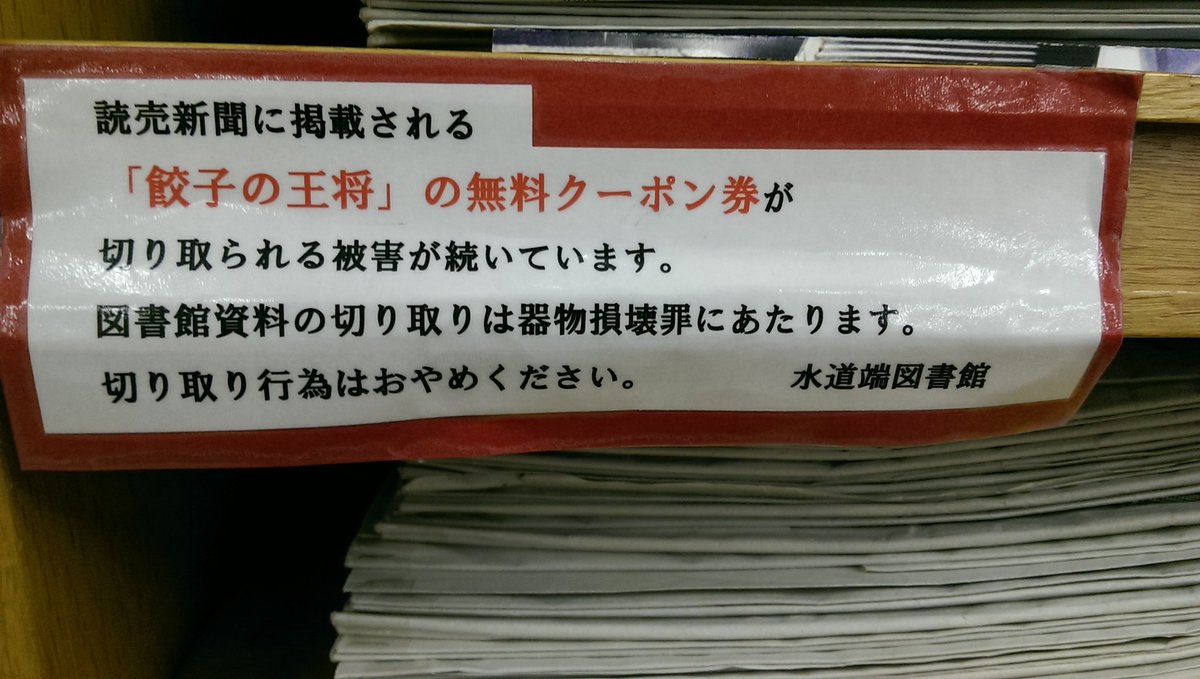 読売新聞に掲載される
「餃子の王将」の無料クーポン券が
切り取られる被害が続いています。
図書館資料の切り取りは器物損壊罪にあたります。
切り取り行為はおやめください。 水道端図書館